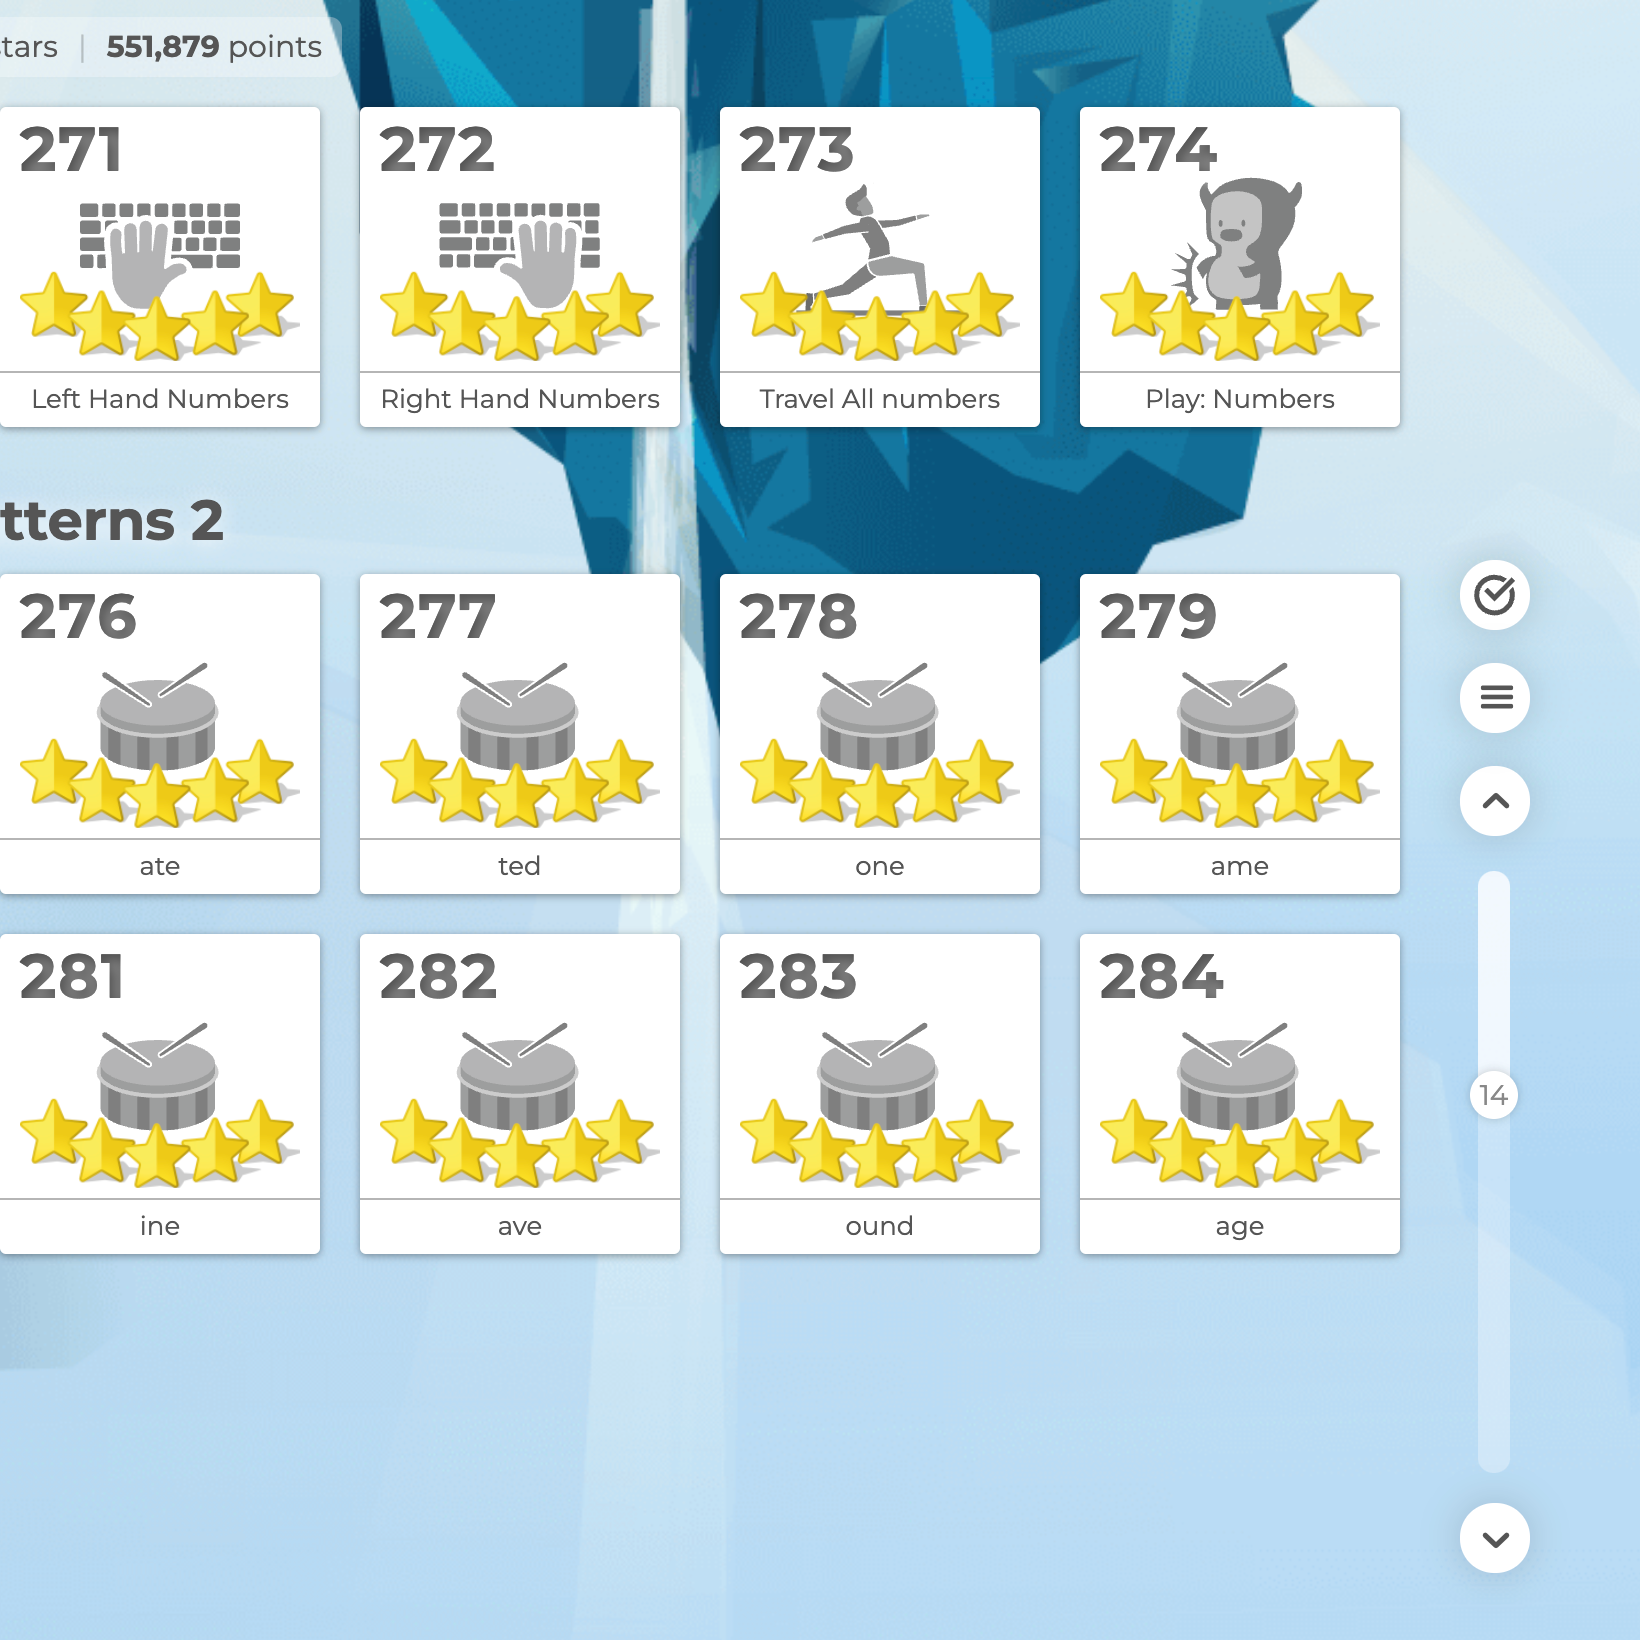 tars | 551,879 points
271
272
273
274
Left Hand Numbers
Right Hand Numbers
Travel All numbers
Play: Numbers
tterns 2
276
277
278
279
ate
ted
one
ame
281
282
283
284
14
ine
ave
ound
age